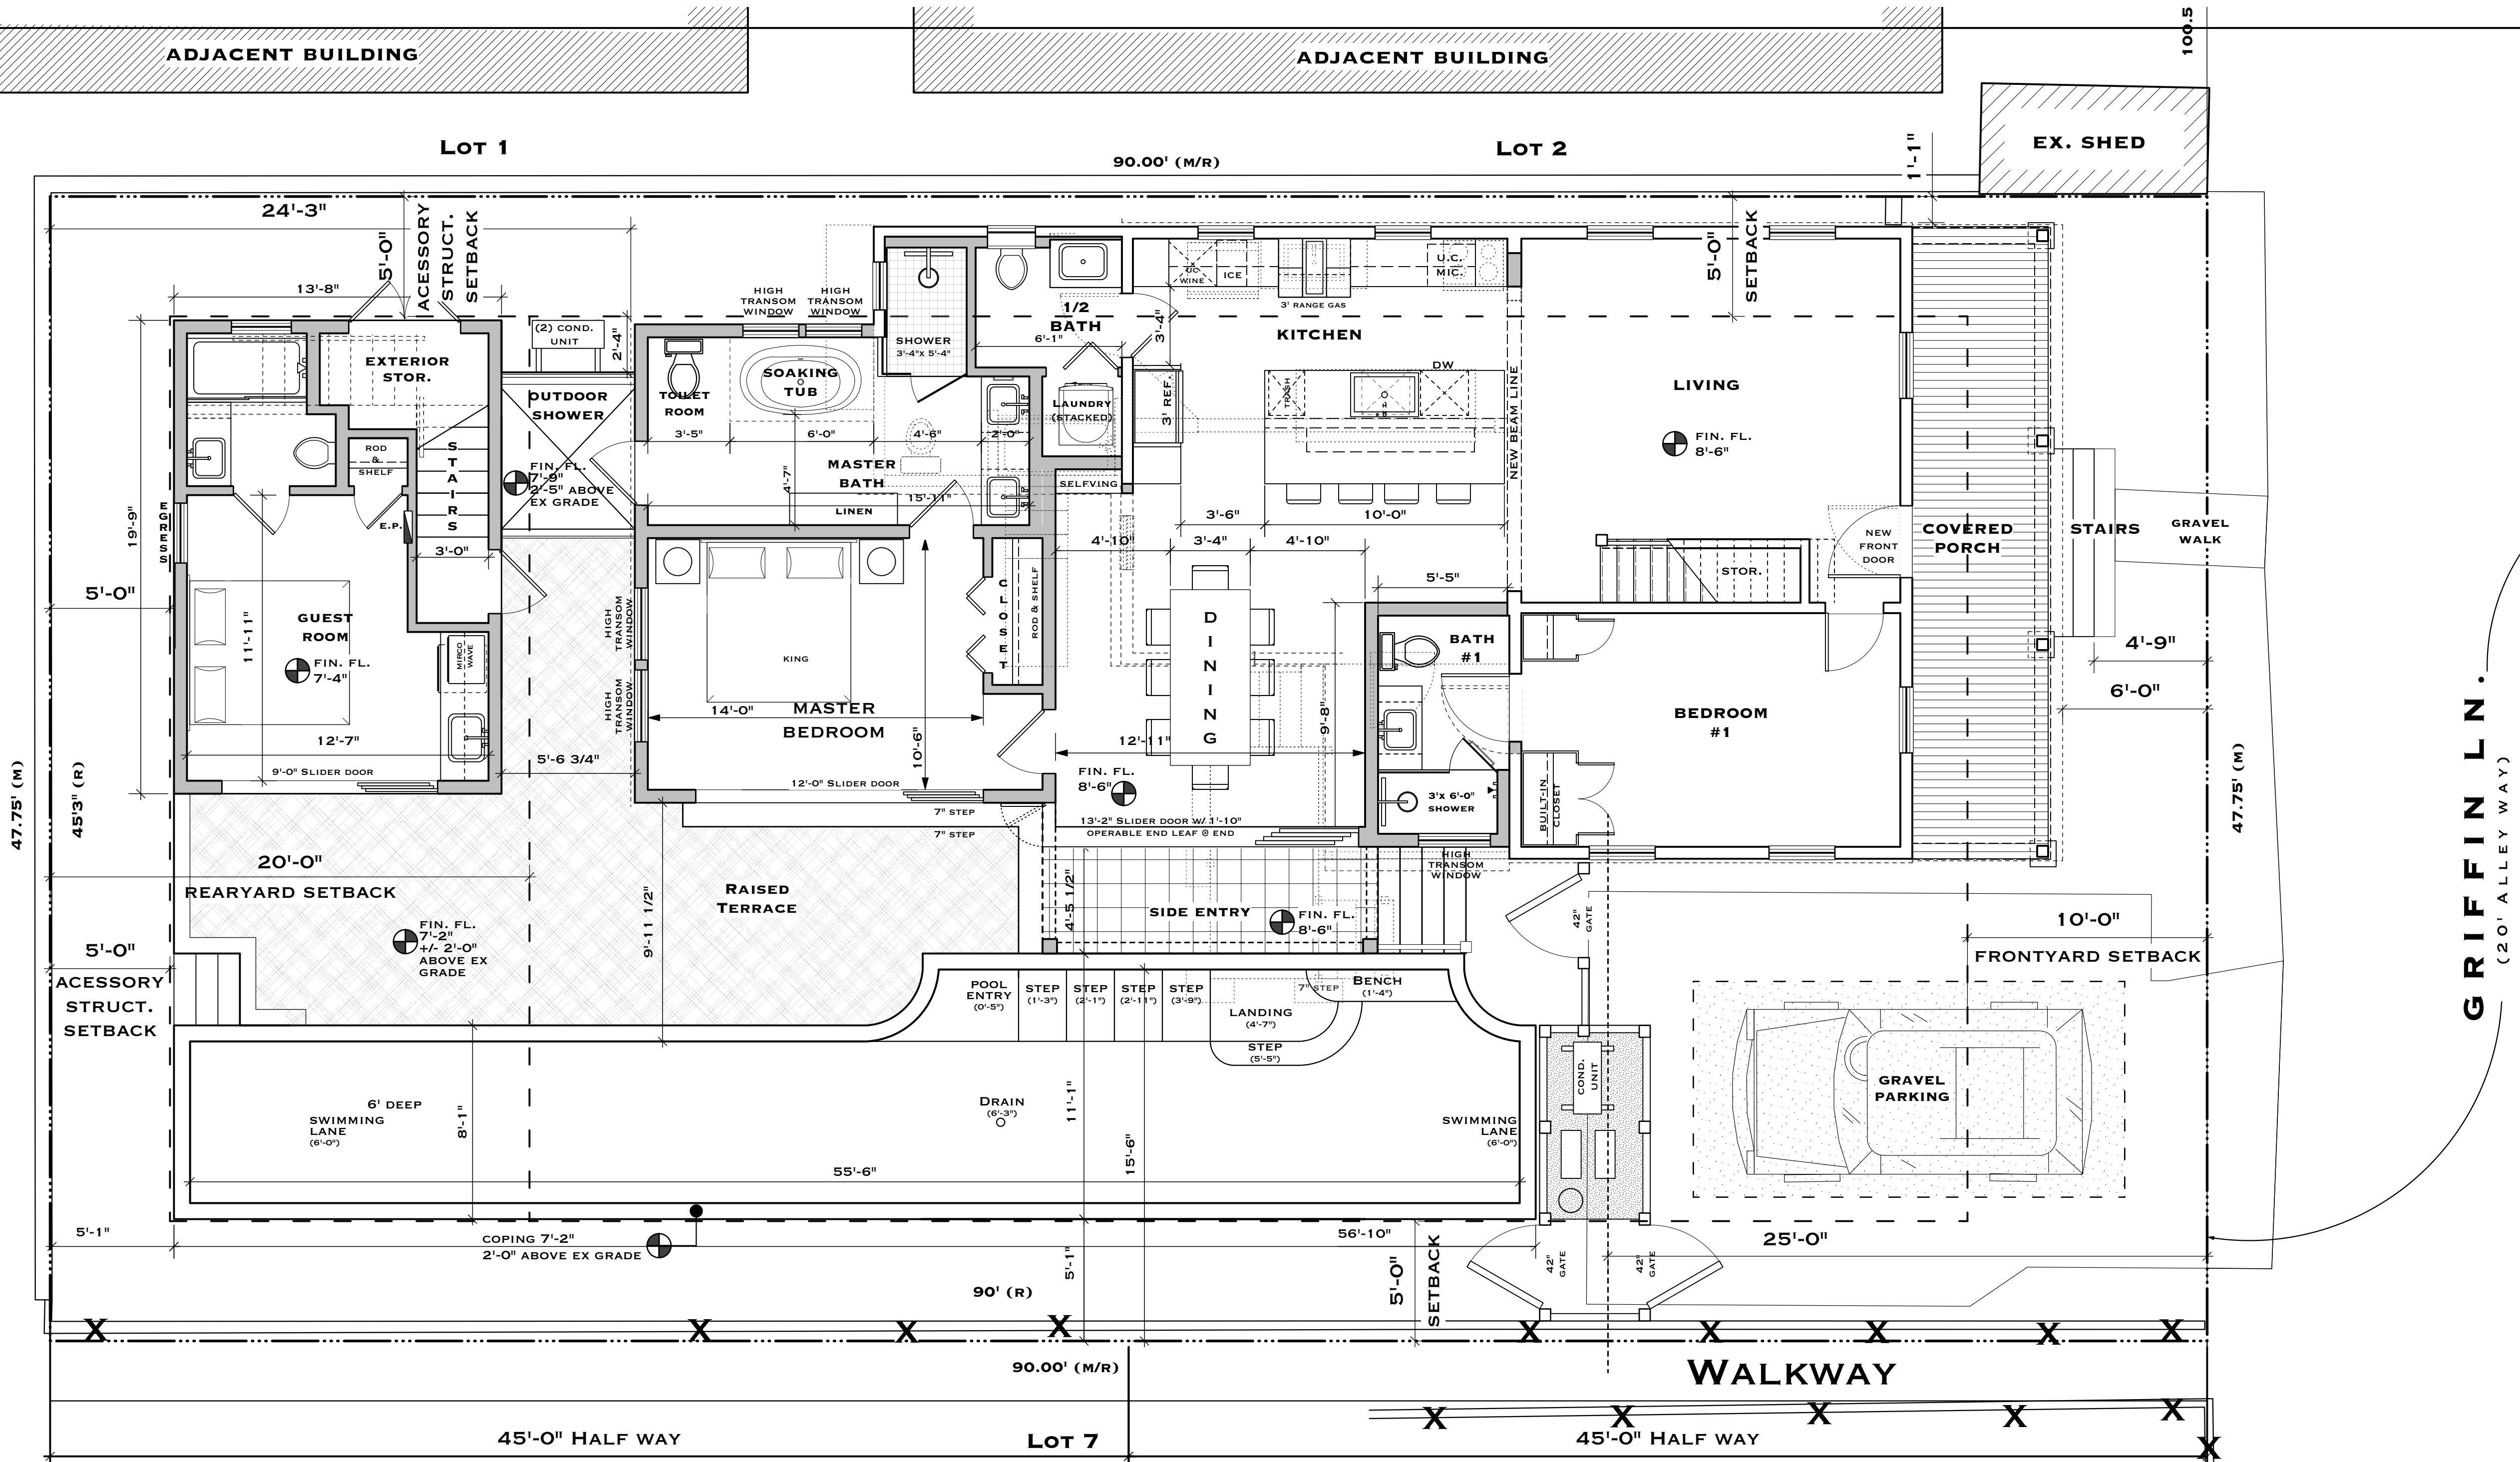 ADJACENT BUILDING
ADJACENT BUILDING
100.5
EX. SHED
LOT 1
LOT 2
90.00' (M/R)
1'-1"
24'-3"
5'-0"
ACESSORY
STRUCT.
SETBACK
5'-0"
SETBACK
13'-8"
HIGH
TRANSOM
WINDOW
HIGH
TRANSOM
WINDOW
(2) COND.
UNIT
2'-4"
EXTERIOR
STOR.
OUTDOOR
SHOWER
TOILET
ROOM
SOAKING
TUB
SHOWER
3'-4"x 5'-4"
1/2
BATH
6'-1"
3'-4"
UC
WINE
ICE
3' RANGE GAS
U.C.
MIC.
KITCHEN
LIVING
FIN. FL.
8'-6"
DW
TRASH
3' REF.
LAUNDRY
(STACKED)
NEW BEAM LINE
ROD
&
SHELF
STAIRS
E.P.
3'-0"
FIN. FL.
7'-9"
2'-5" ABOVE
EX GRADE
3'-5"
6'-0"
4'-6"
2'-0"
4'-7"
MASTER
BATH
15'-11"
LINEN
SELFVING
3'-6"
10'-0"
4'-10"
3'-4"
4'-10"
5'-5"
STOR.
NEW
FRONT
DOOR
COVERED
PORCH
STAIRS
GRAVEL
WALK
19'-9"
EGRESS
5'-0"
GUEST
ROOM
11'-11"
FIN. FL.
7'-4"
MIRCO
WAVE
12'-7"
9'-0" SLIDER DOOR
5'-6 3/4"
HIGH
TRANSOM
WINDOW
HIGH
TRANSOM
WINDOW
KING
14'-0"
MASTER
BEDROOM
10'-6"
12'-0" SLIDER DOOR
CLOSET
ROD & SHELF
DINING
12'-11"
9'-8"
FIN. FL.
8'-6"
13'-2" SLIDER DOOR W/ 1'-10"
OPERABLE END LEAF @ END
BATH
#1
3'x 6'-0"
SHOWER
BUILT-IN
CLOSET
BEDROOM
#1
4'-9"
6'-0"
47.75' (M)
45'3" (R)
47.75' (M)
GRIFFIN LN.
(20' ALLEY WAY)
7" STEP
7" STEP
20'-0"
REARYARD SETBACK
FIN. FL.
7'-2"
+/- 2'-0"
ABOVE EX
GRADE
9'-11 1/2"
RAISED
TERRACE
4'-5 1/2"
SIDE ENTRY
FIN. FL.
8'-6"
HIGH
TRANSOM
WINDOW
42"
GATE
10'-0"
FRONTYARD SETBACK
5'-0"
ACESSORY
STRUCT.
SETBACK
POOL
ENTRY
(0'-5")
STEP
(1'-3")
STEP
(2'-1")
STEP
(2'-11")
STEP
(3'-9")
7" STEP
BENCH
(1'-4")
LANDING
(4'-7")
STEP
(5'-5")
COND.
UNIT
GRAVEL
PARKING
6' DEEP
SWIMMING
LANE
(6'-0")
8'-1"
DRAIN
(6'-3")
11'-1"
15'-6"
SWIMMING
LANE
(6'-0")
55'-6"
5'-1"
COPING 7'-2"
2'-0" ABOVE EX GRADE
56'-10"
5'-1"
5'-0"
SETBACK
42"
GATE
42"
GATE
25'-0"
90' (R)
X X X X X X X X X
90.00' (M/R)
WALKWAY
X X X X X
X
45'-0" HALF WAY
LOT 7
45'-0" HALF WAY